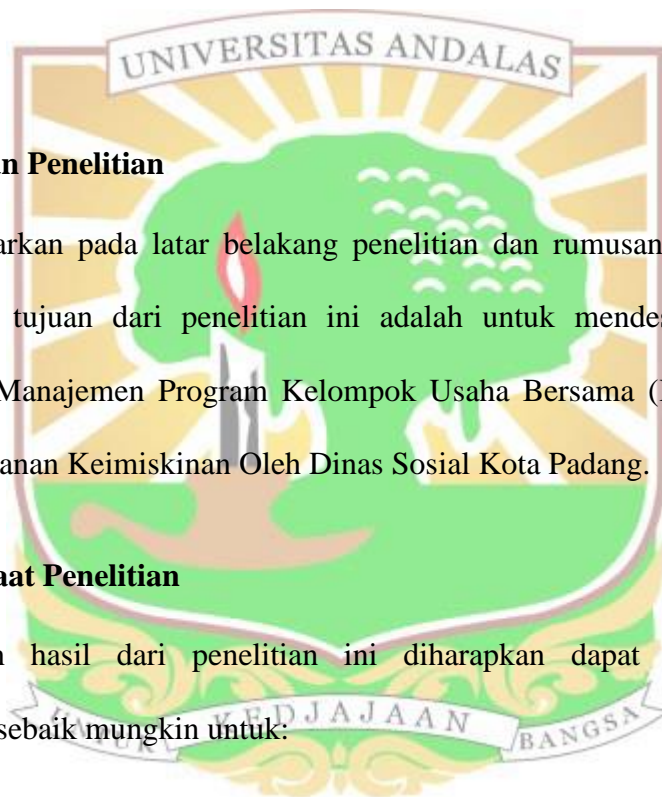 UNIVERSITAS ANDALAS
n Penelitian
arkan pada latar belakang penelitian dan rumusan
tujuan dari penelitian ini adalah untuk mendes
Manajemen Program Kelompok Usaha Bersama (
anan Keimiskinan Oleh Dinas Sosial Kota Padang.
aat Penelitian
hasil dari penelitian ini diharapkan dapat
sebaik mungkin untuk:
UNTUK KEDJAJAAN BANGSA